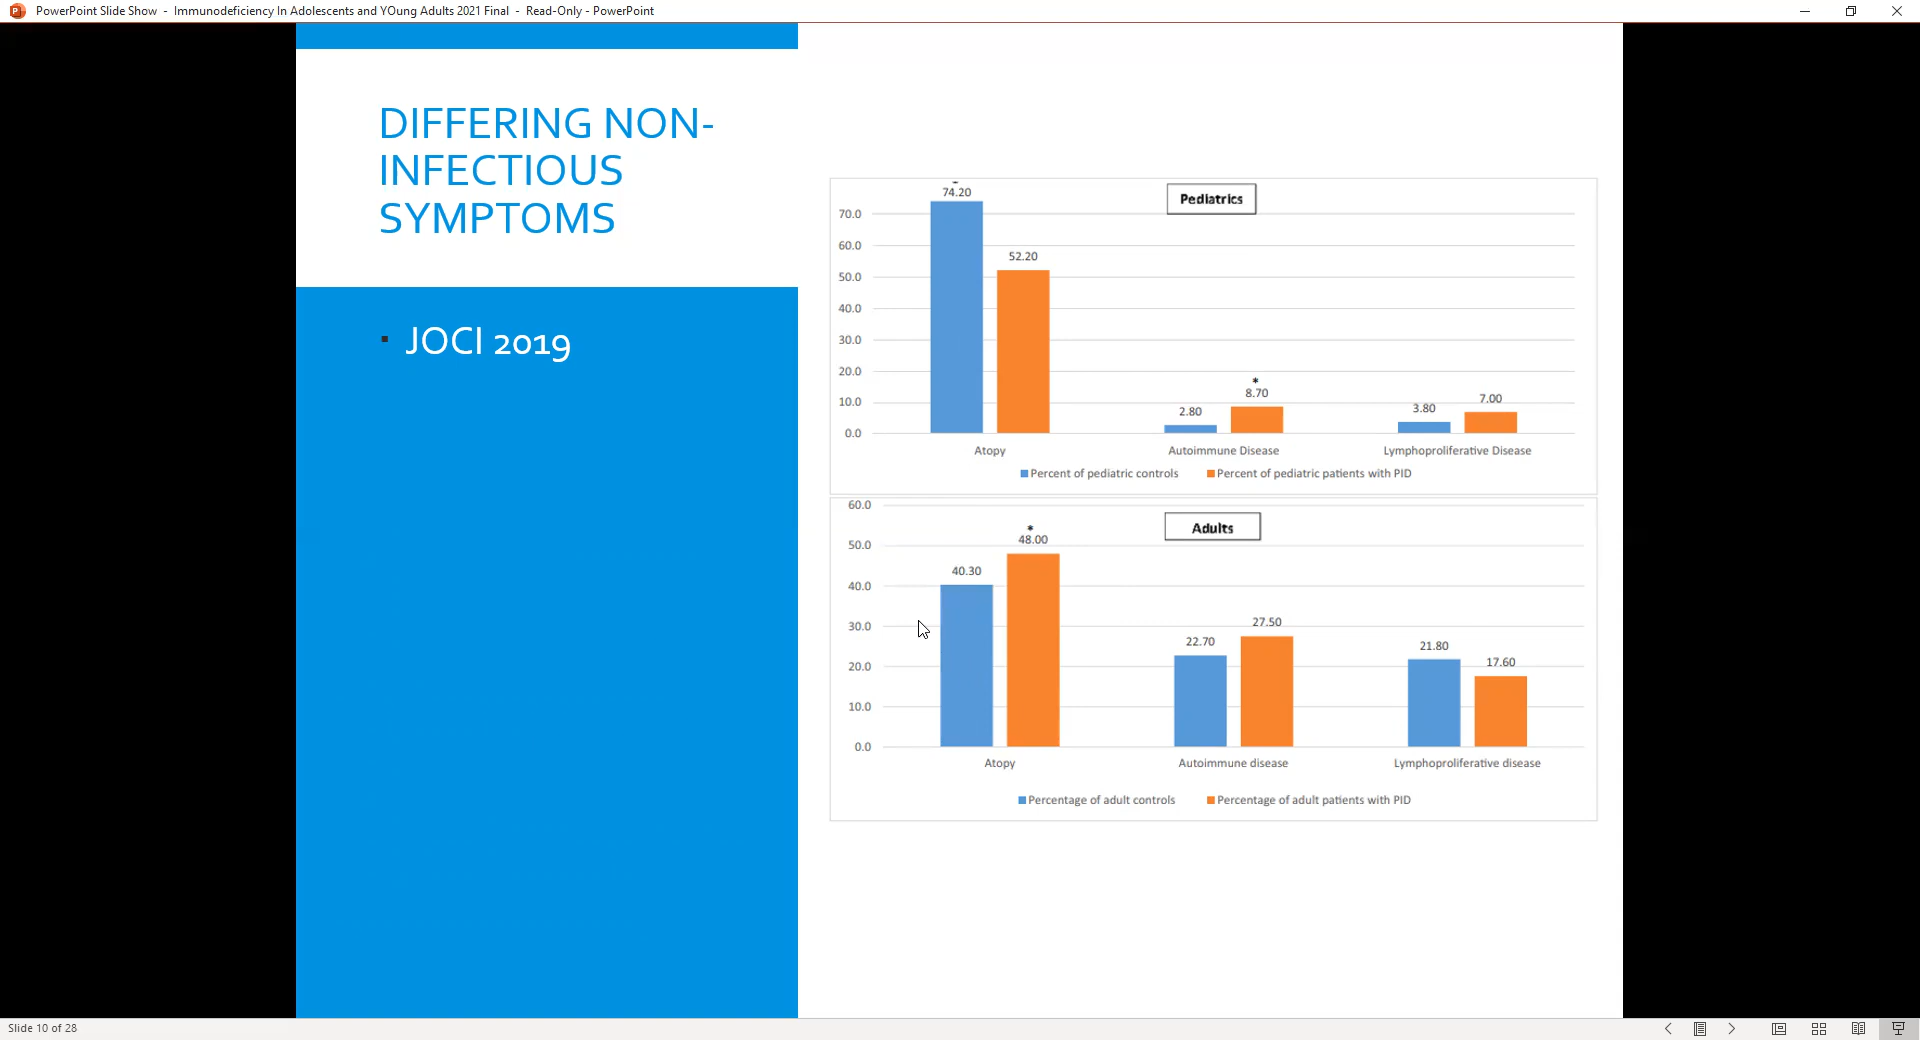 PowerPoint Slide Show - Immunodeficiency In Adolescents and YOung Adults 2021 Final - Read-Only - PowerPoint
DIFFERING NON-
INFECTIOUS
SYMPTOMS
▪ JOCI 2019
Pediatrics
74.20
70.0
60.0
52.20
50.0
40.0
30.0
20.0
*
8.70
10.0
2.80
3.80
7.00
0.0
Atopy Autoimmune Disease Lymphoproliferative Disease
Percent of pediatric controls Percent of pediatric patients with PID
60.0
Adults
*
48.00
50.0
40.30
40.0
30.0
22.70
27.50
21.80
17.60
20.0
10.0
0.0
Atopy Autoimmune disease Lymphoproliferative disease
Percentage of adult controls Percentage of adult patients with PID
Slide 10 of 28